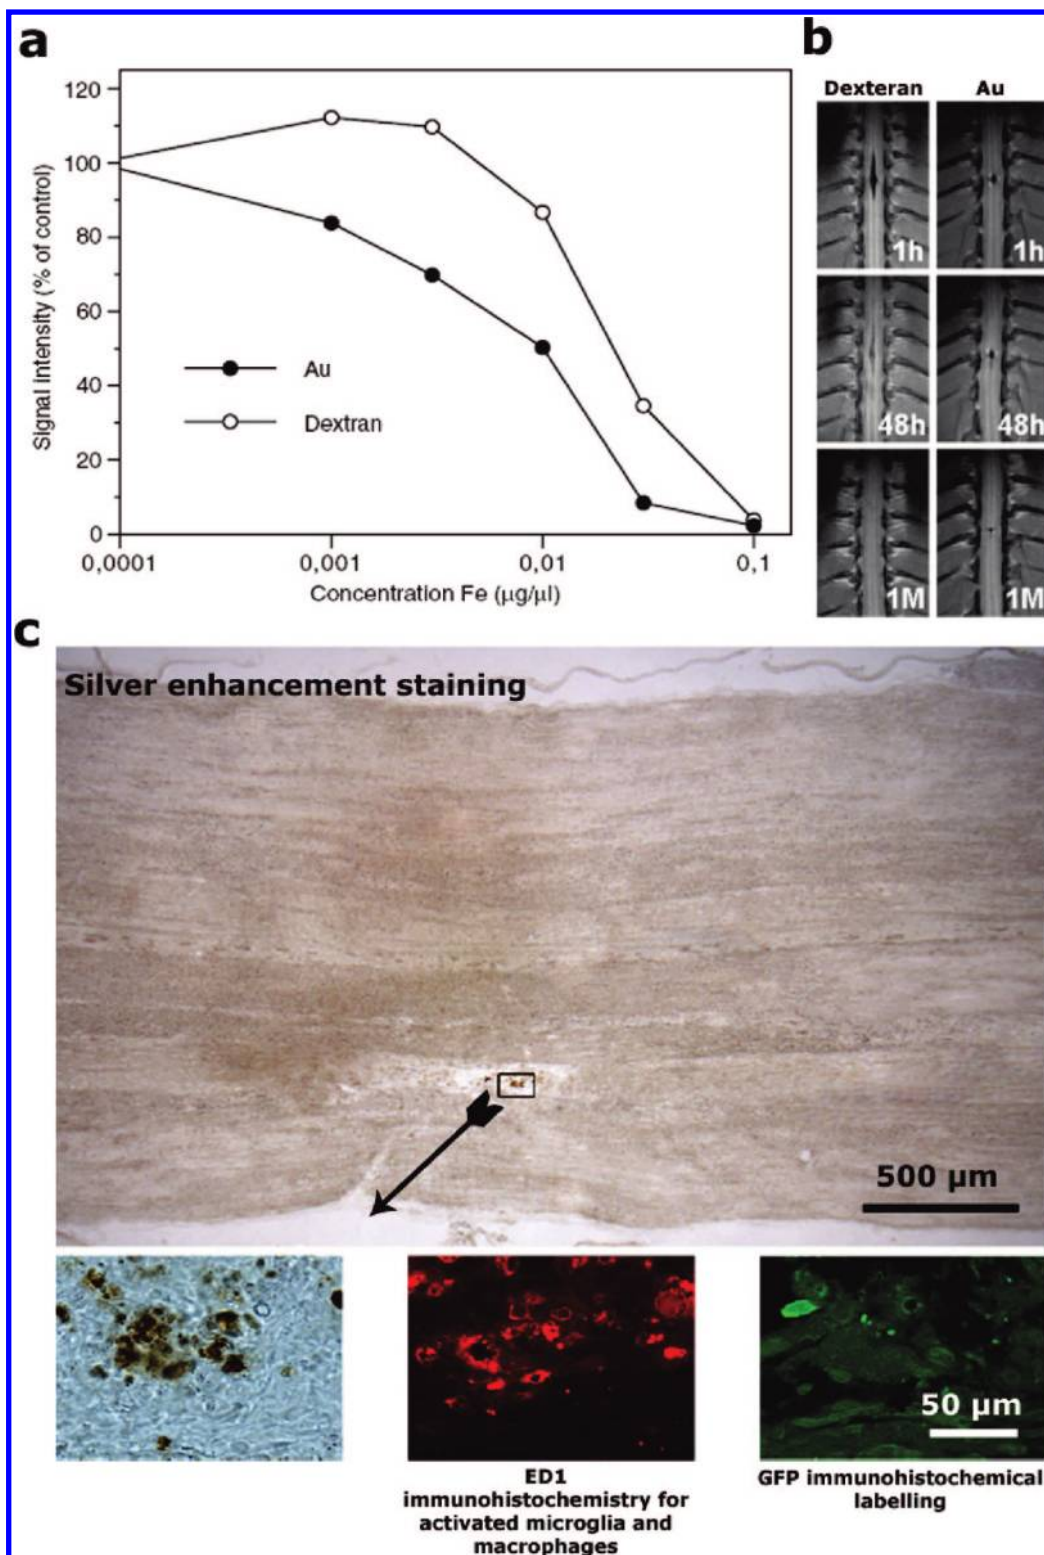 a
120
100
80
60
40
20
0
Signal intensity (% of control)
Au
Dextran
0,0001
0,001
0,01
0,1
Concentration Fe (µg/µl)
b
Dexteran
Au
1h
1h
48h
48h
1M
1M
c
Silver enhancement staining
500 µm
50 µm
ED1
immunohistochemistry for
activated microglia and
macrophages
GFP immunohistochemical
labelling